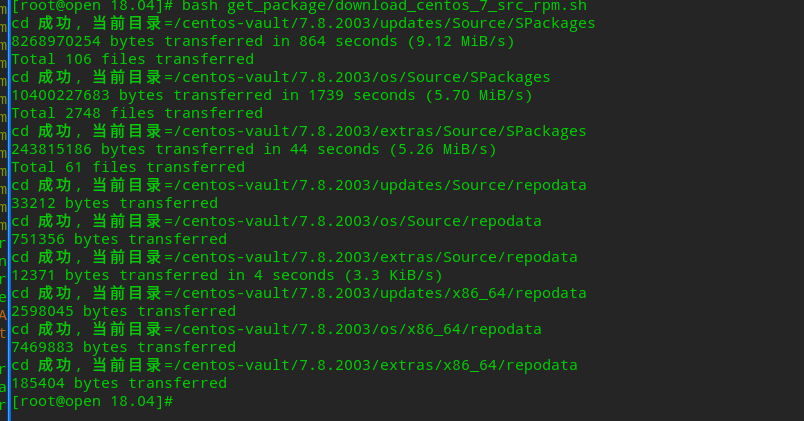 [root@open 18.04]# bash get_package/download_centos_7_src_rpm.sh
cd 成功, 当前目录=/centos-vault/7.8.2003/updates/Source/SPackages
8268970254 bytes transferred in 864 seconds (9.12 MiB/s)
Total 106 files transferred
cd 成功, 当前目录=/centos-vault/7.8.2003/os/Source/SPackages
10400227683 bytes transferred in 1739 seconds (5.70 MiB/s)
Total 2748 files transferred
cd 成功, 当前目录=/centos-vault/7.8.2003/extras/Source/SPackages
243815186 bytes transferred in 44 seconds (5.26 MiB/s)
Total 61 files transferred
cd 成功, 当前目录=/centos-vault/7.8.2003/updates/Source/repodata
33212 bytes transferred
cd 成功, 当前目录=/centos-vault/7.8.2003/os/Source/repodata
751356 bytes transferred
cd 成功, 当前目录=/centos-vault/7.8.2003/extras/Source/repodata
12371 bytes transferred in 4 seconds (3.3 KiB/s)
cd 成功, 当前目录=/centos-vault/7.8.2003/updates/x86_64/repodata
2598045 bytes transferred
cd 成功, 当前目录=/centos-vault/7.8.2003/os/x86_64/repodata
7469883 bytes transferred
cd 成功, 当前目录=/centos-vault/7.8.2003/extras/x86_64/repodata
185404 bytes transferred
[root@open 18.04]#